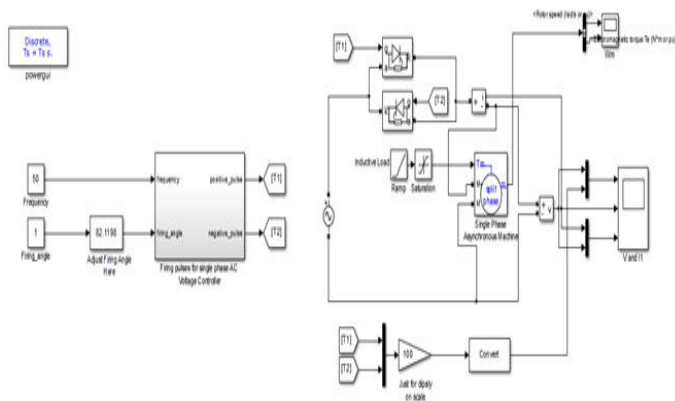 Discrete,
Ts = Ts s.
powergui
50
Frequency
1
Firing_angle
Adjust Firing Angle
Here
frequency
firing_angle
positive_pulse
negative_pulse
Firing pulses for single phase AC
Voltage Controller
[T1]
[T2]
[T1]
[T2]
Inductive Load
Ramp
Saturation
Tm
split
phase
Single Phase
Asynchronous Machine
+
-
i
+
-
v
<Rotor speed
Wm
V and I1
[T1]
[T2]
100
Just for
on scale
Convert